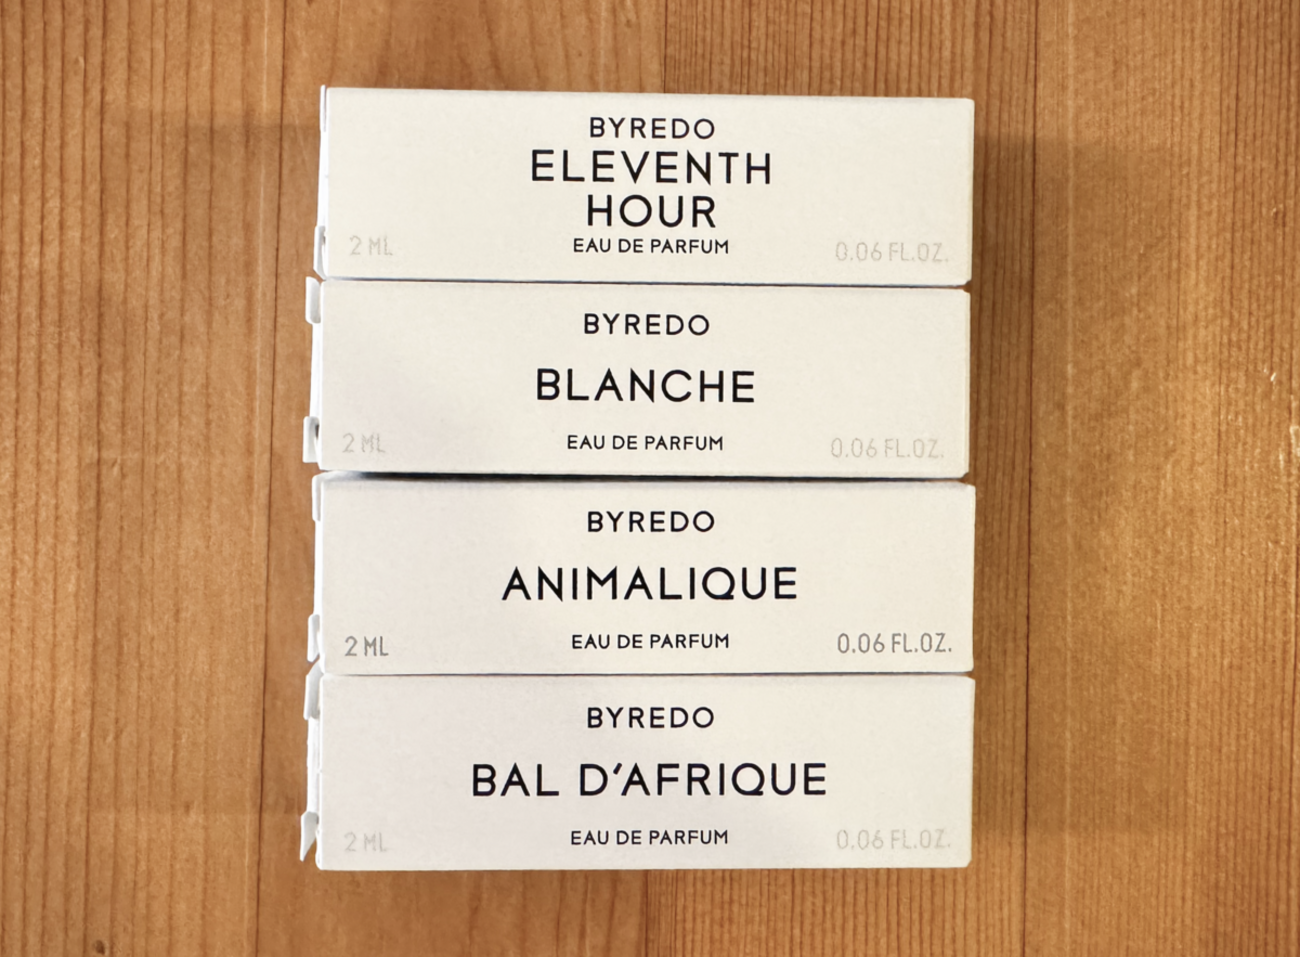 BYREDO
ELEVENTH
HOUR
EAU DE PARFUM
2 ML
0.06 FL.OZ.
BYREDO
BLANCHE
EAU DE PARFUM
2 ML
0.06 FL.OZ.
BYREDO
ANIMALIQUE
EAU DE PARFUM
2 ML
0.06 FL.OZ.
BYREDO
BAL D'AFRIQUE
EAU DE PARFUM
2 ML
0.06 FL.OZ.